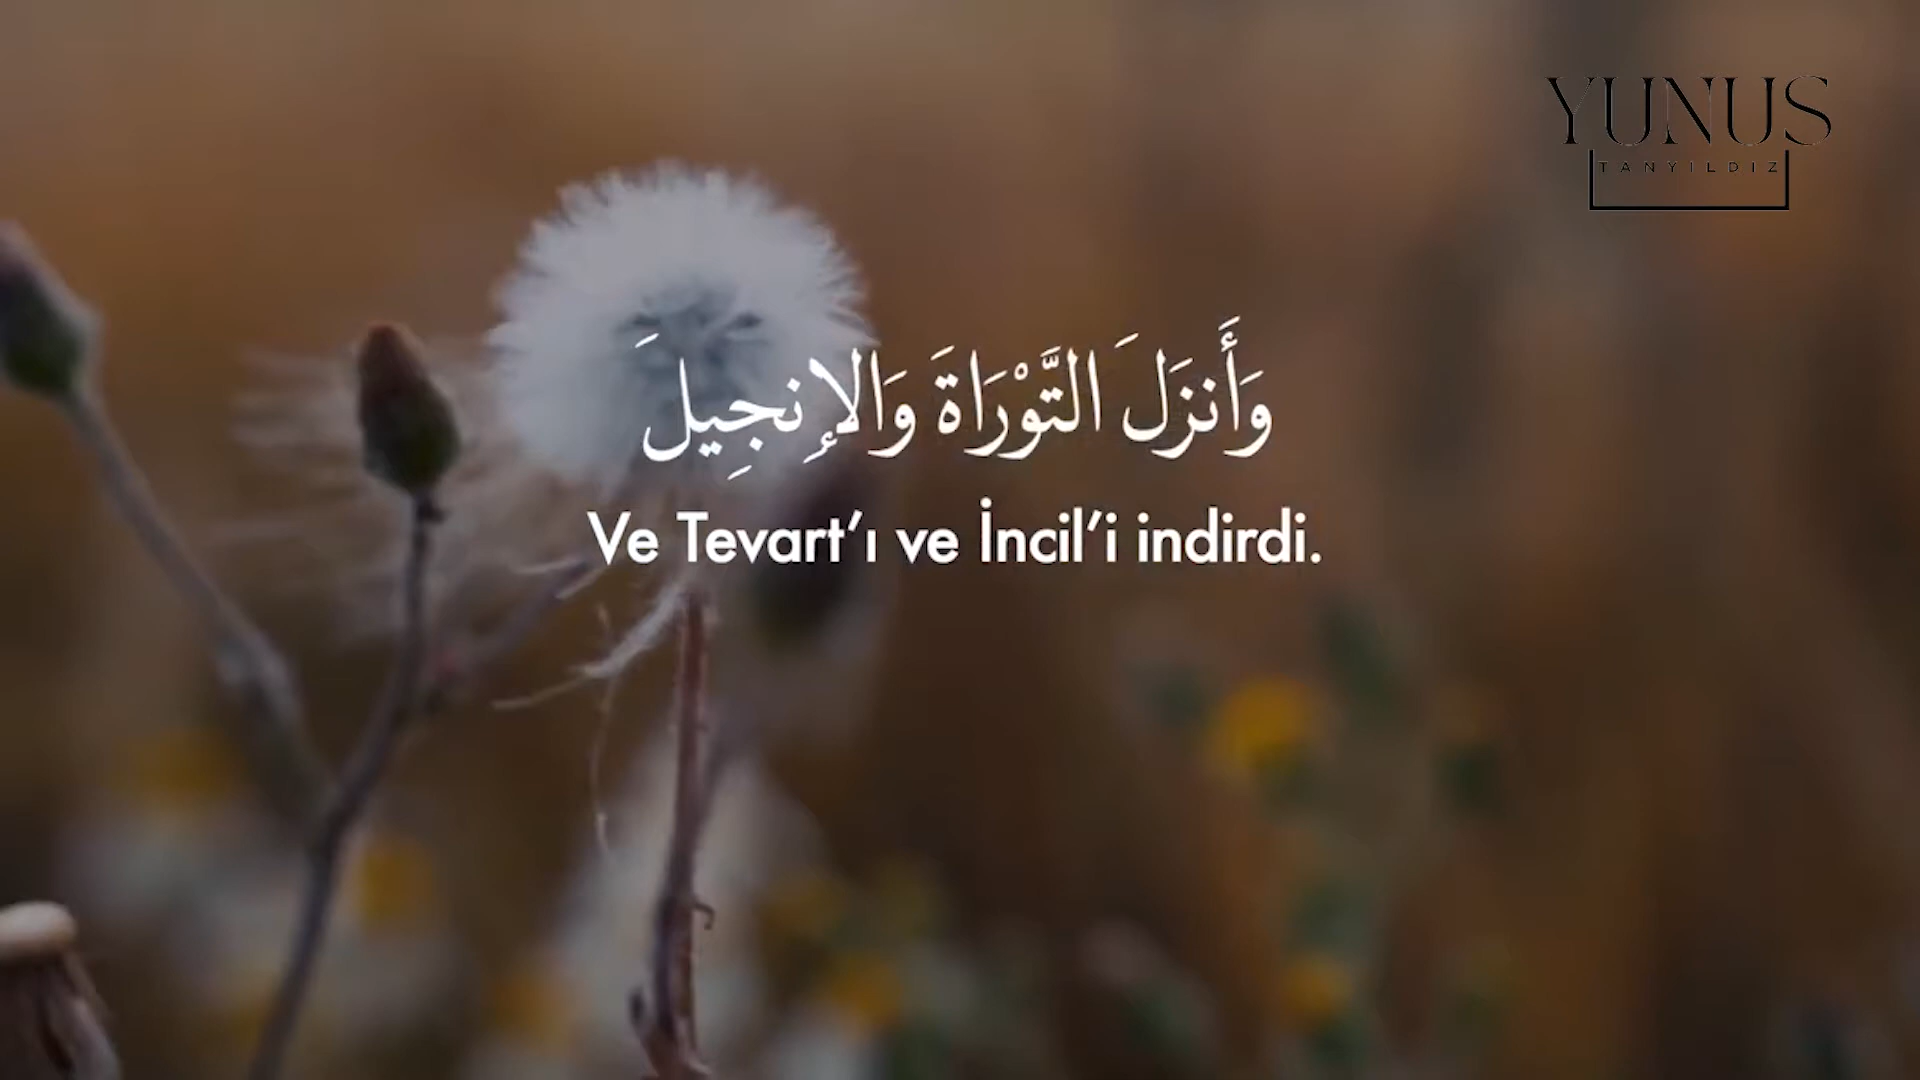 YUNUS
TANYILDIZ
وَأَنزَلَ التَّوْرَاةَ وَالإِنجِيلَ
Ve Tevart’ı ve İncil’i indirdi.